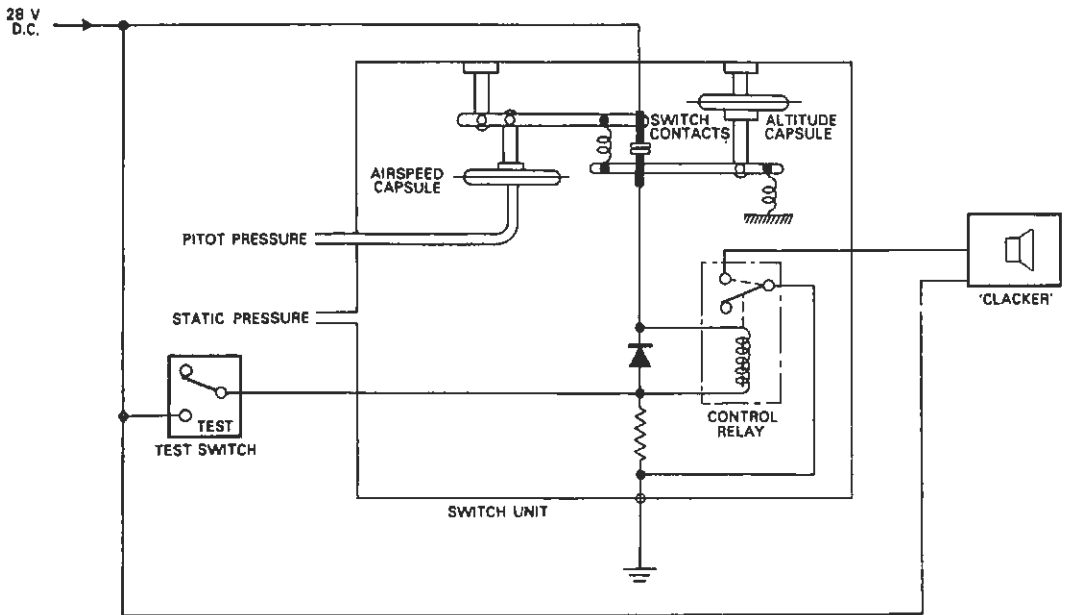 28 V
D.C.
SWITCH
CONTACTS
ALTITUDE
CAPSULE
AIRSPEED
CAPSULE
PITOT PRESSURE
'CLACKER'
STATIC PRESSURE
TEST
TEST SWITCH
CONTROL
RELAY
SWITCH UNIT